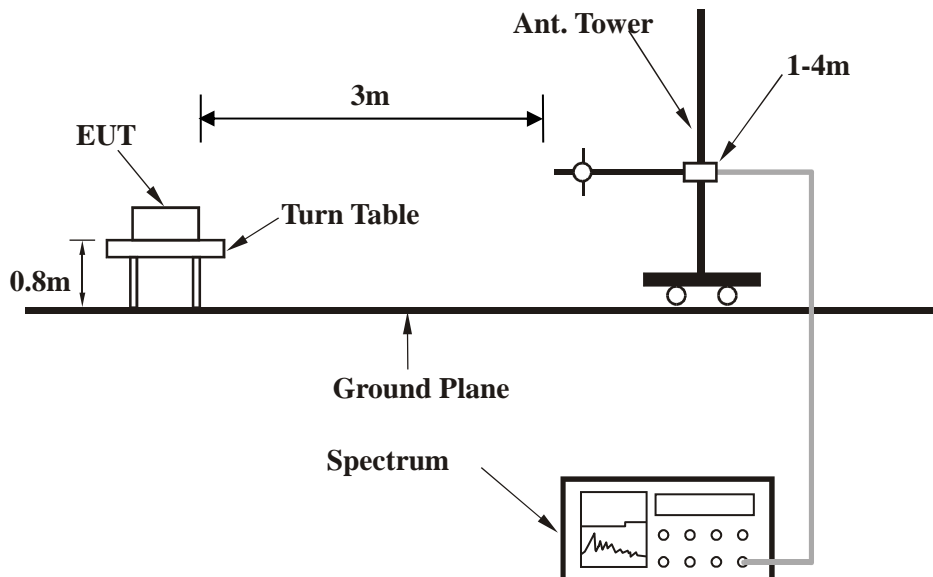 Ant. Tower
1-4m
3m
EUT
Turn Table
0.8m
Ground Plane
Spectrum